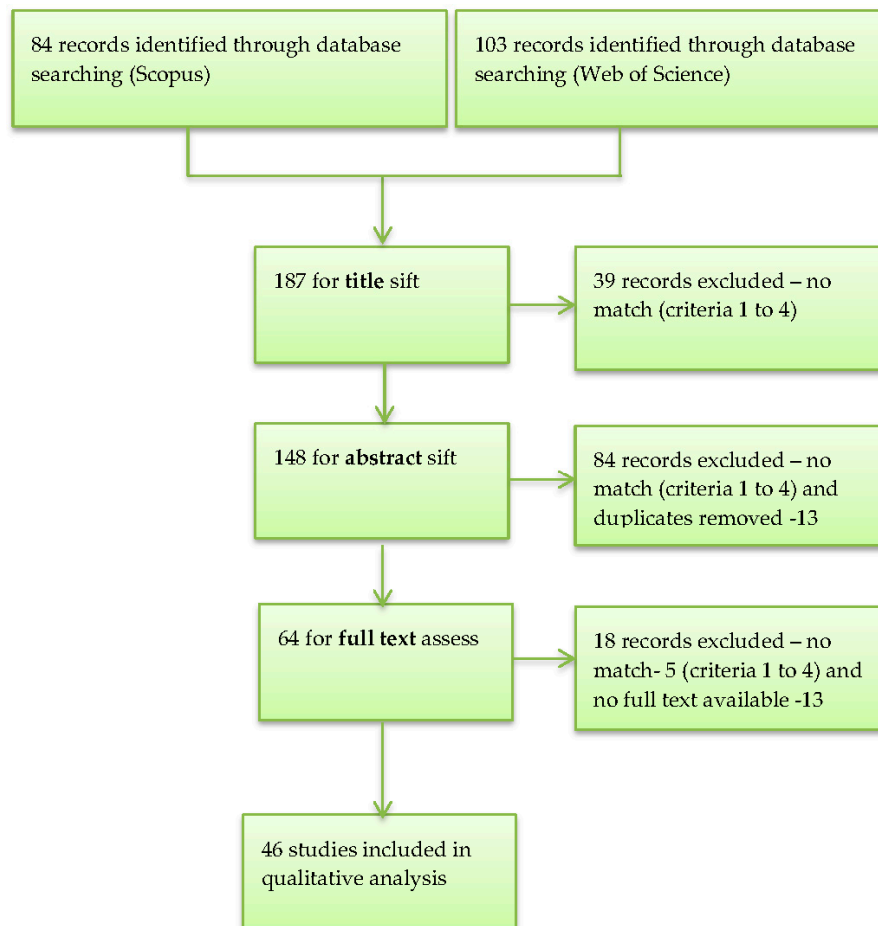 84 records identified through database
searching (Scopus)
103 records identified through database
searching (Web of Science)
187 for title sift
39 records excluded – no
match (criteria 1 to 4)
148 for abstract sift
84 records excluded – no
match (criteria 1 to 4) and
duplicates removed -13
64 for full text assess
18 records excluded – no
match- 5 (criteria 1 to 4) and
no full text available -13
46 studies included in
qualitative analysis